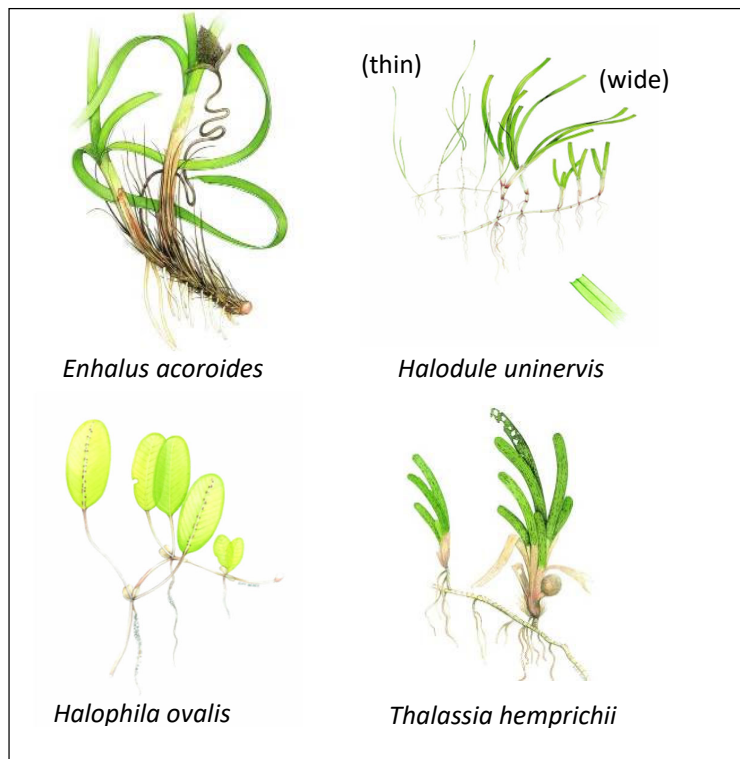 (thin)
(wide)
Enhalus acoroides
Halodule uninervis
Halophila ovalis
Thalassia hemprichii